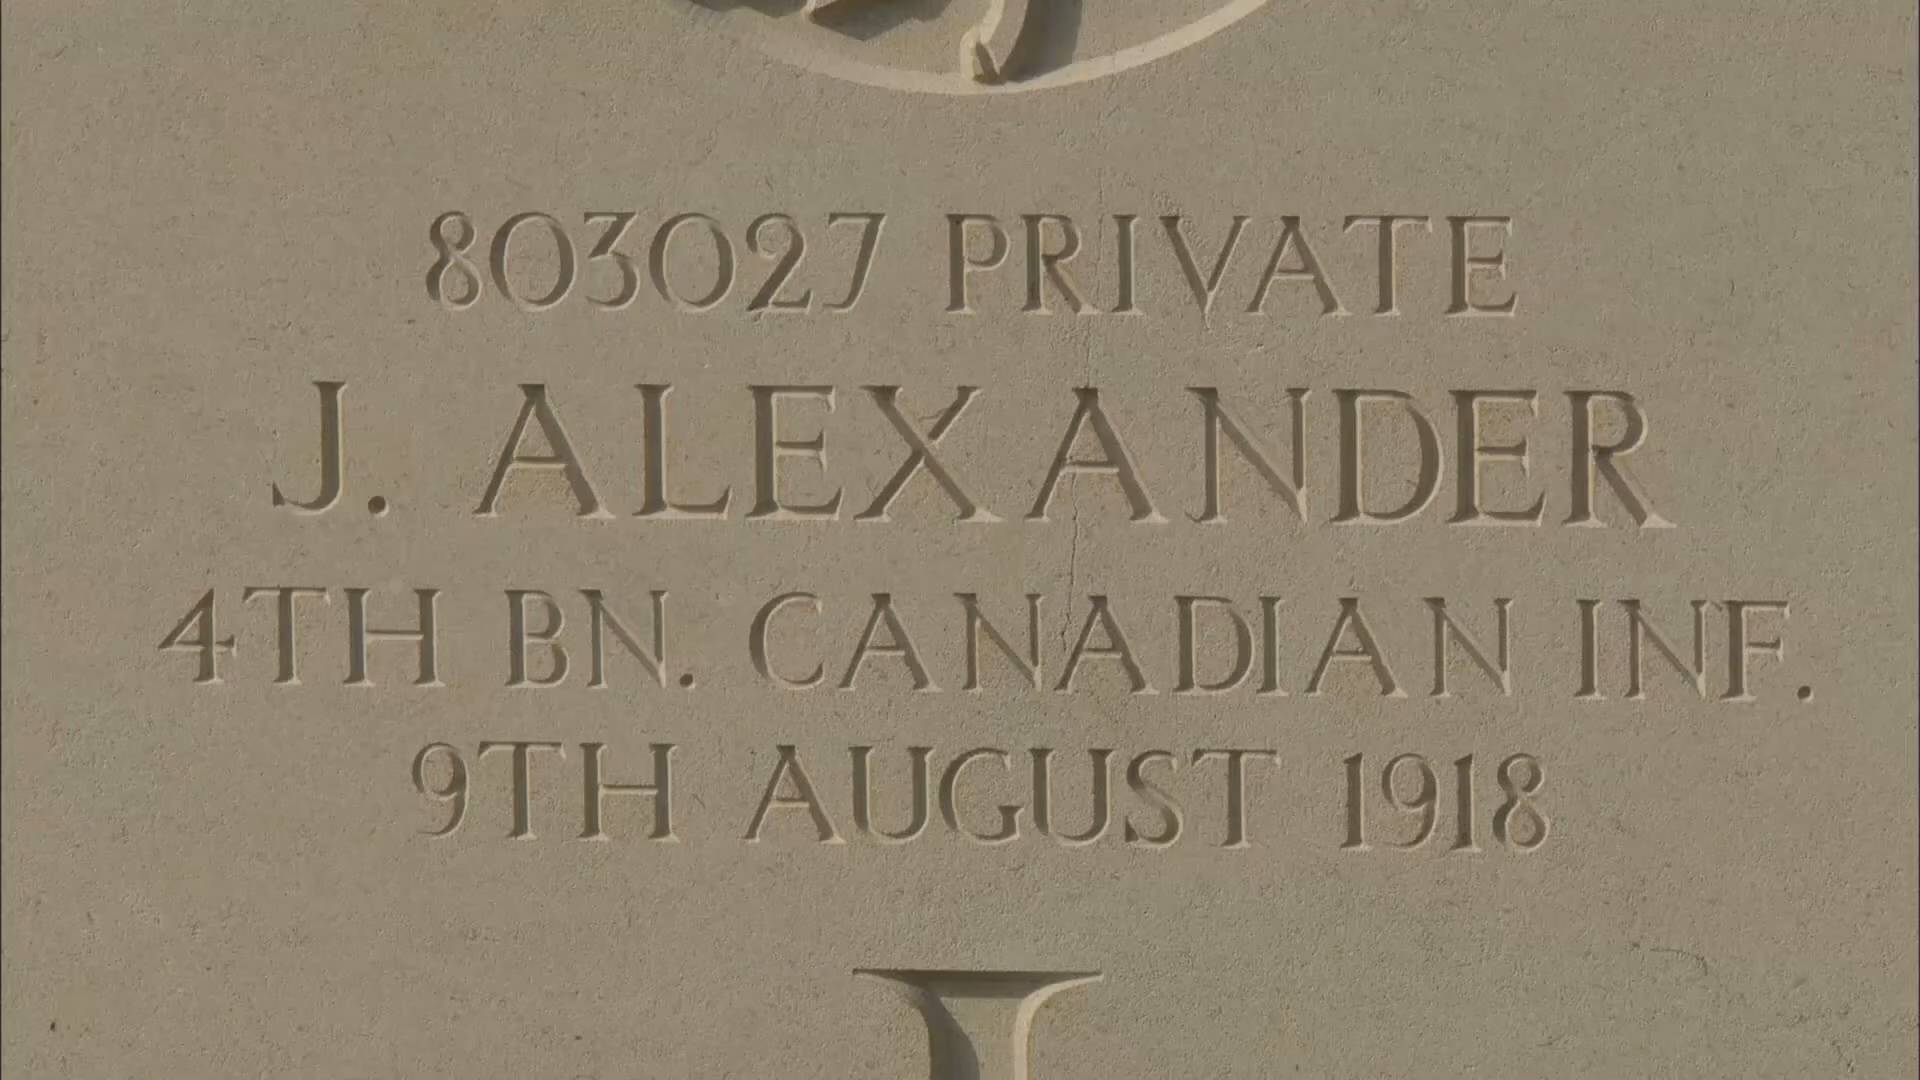 803027 PRIVATE
J. ALEXANDER
4TH BN. CANADIAN INF.
9TH AUGUST 1918